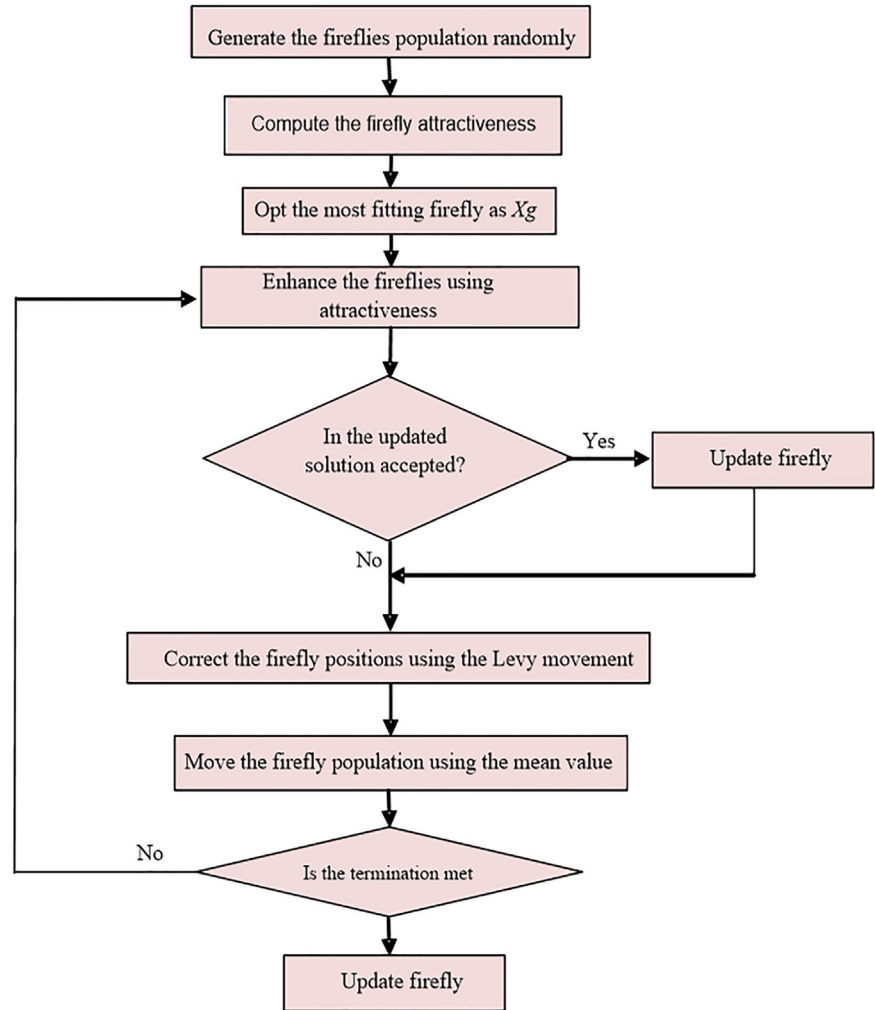 Generate the fireflies population randomly
Compute the firefly attractiveness
Opt the most fitting firefly as Xg
Enhance the fireflies using
attractiveness
In the updated
solution accepted?
Yes
Update firefly
No
Correct the firefly positions using the Levy movement
Move the firefly population using the mean value
No
Is the termination met
Update firefly